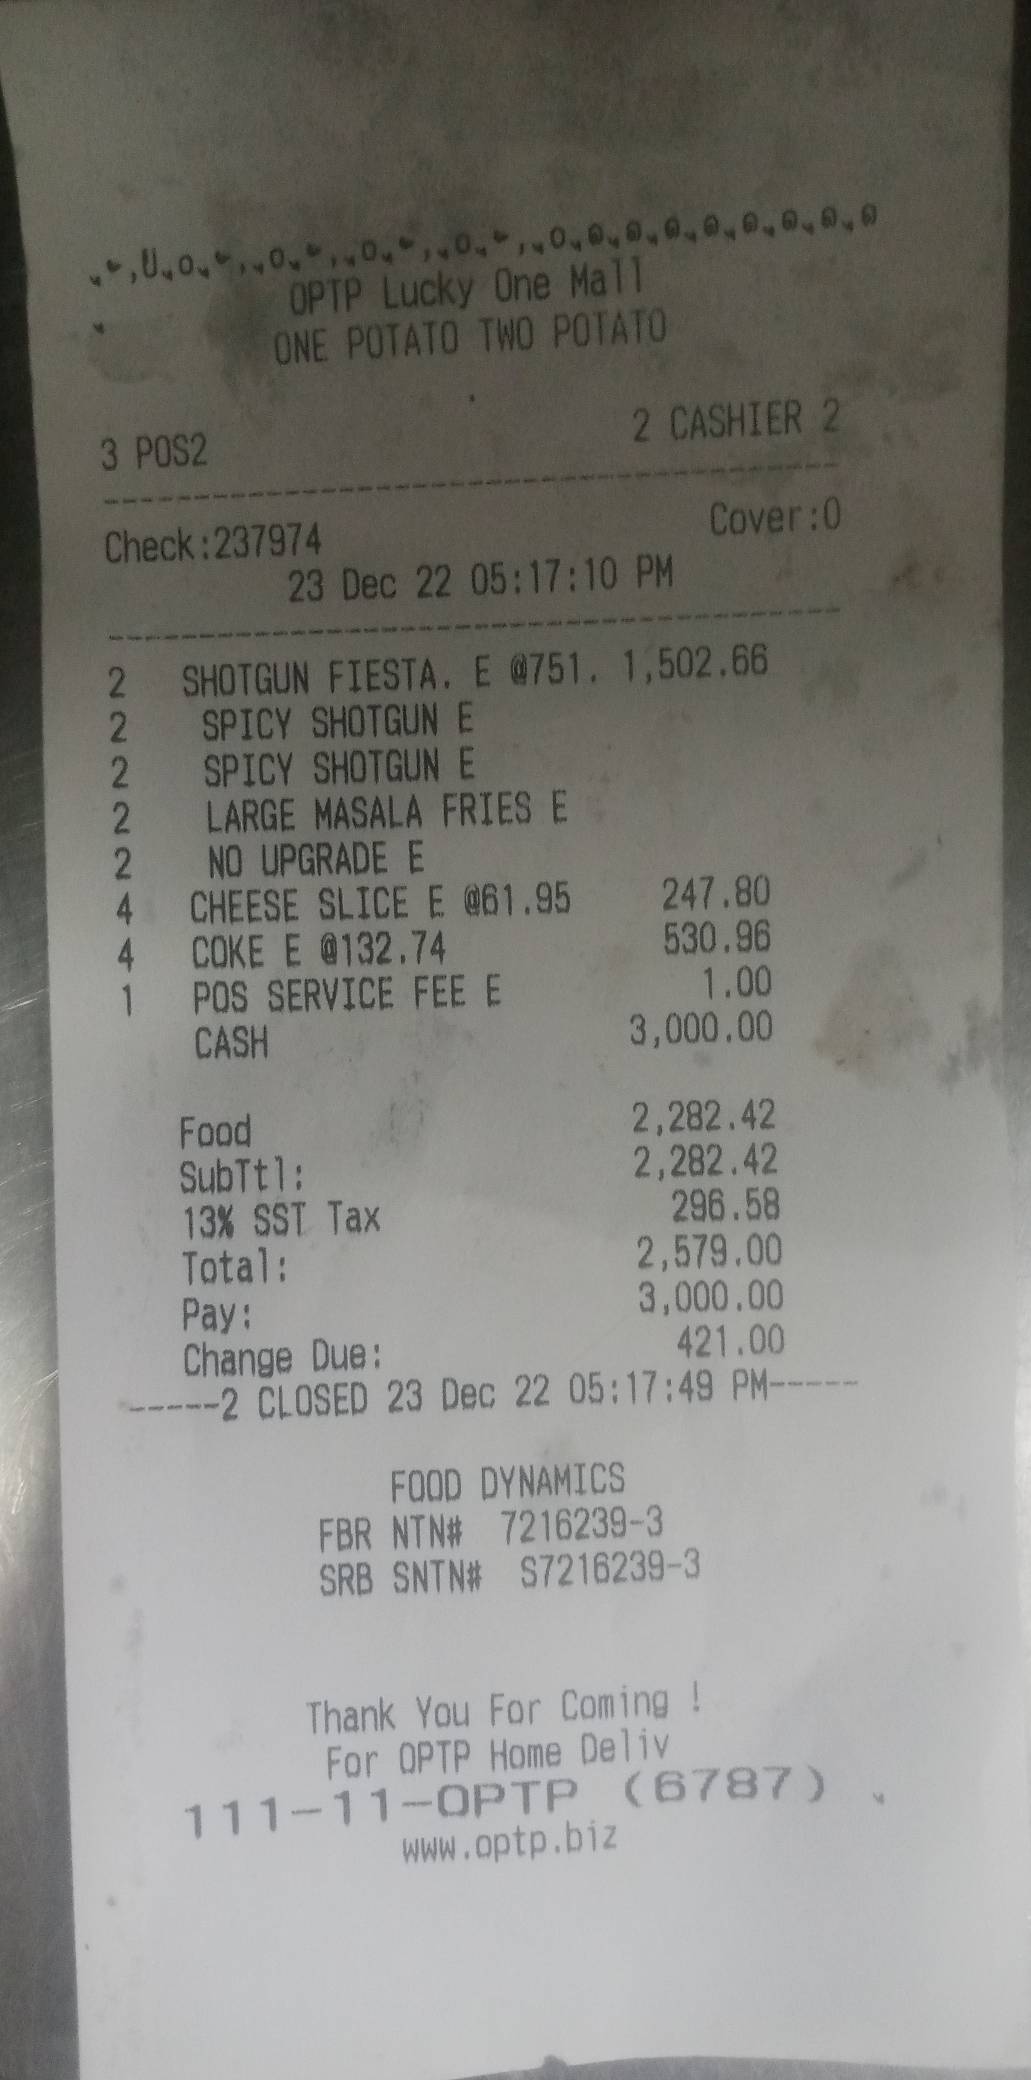 OPTP Lucky One Mall
ONE POTATO TWO POTATO
3 POS2 2 CASHIER 2
Check:237974 Cover:0
23 Dec 22 05:17:10 PM
2 SHOTGUN FIESTA. E @751. 1,502.66
2 SPICY SHOTGUN E
2 SPICY SHOTGUN E
2 LARGE MASALA FRIES E
2 NO UPGRADE E
4 CHEESE SLICE E @61.95 247.80
4 COKE E @132.74 530.96
1 POS SERVICE FEE E 1.00
CASH 3,000.00
Food 2,282.42
SubTtl: 2,282.42
13% SST Tax 296.58
Total: 2,579.00
Pay: 3,000.00
Change Due: 421.00
-----2 CLOSED 23 Dec 22 05:17:49 PM-----
FOOD DYNAMICS
FBR NTN# 7216239-3
SRB SNTN# S7216239-3
Thank You For Coming !
For OPTP Home Deliv
111-11-OPTP (6787)
www.optp.biz